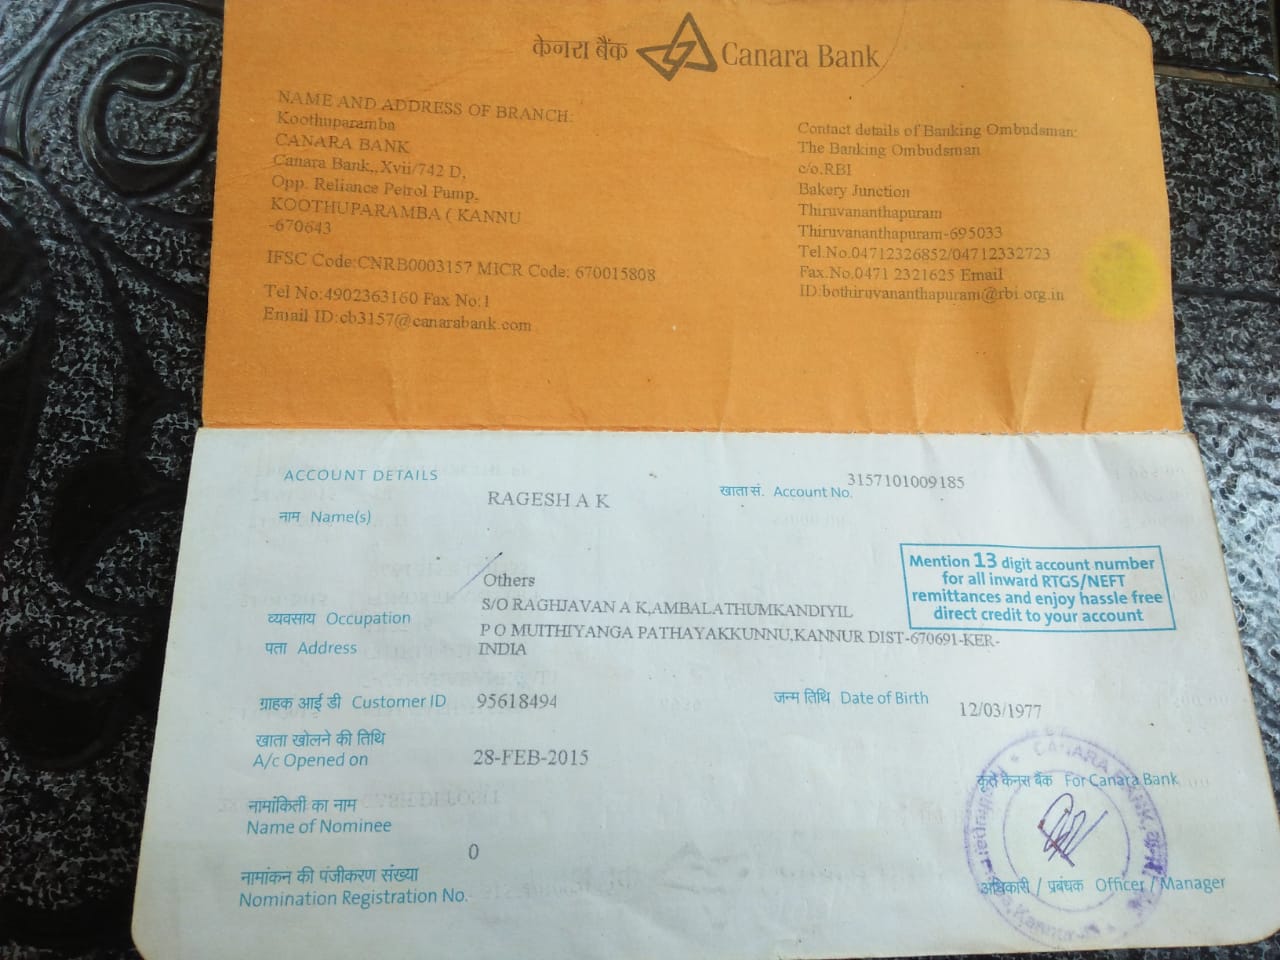 केनरा बैंक Canara Bank
NAME AND ADDRESS OF BRANCH:
Koothuparamba
CANARA BANK
Canara Bank,,Xvii/742 D,
Opp. Reliance Petrol Pump,
KOOTHUPARAMBA ( KANNU
-670643
IFSC Code:CNRB0003157 MICR Code: 670015808
Tel No:4902363160 Fax No:1
Email ID:cb3157@canarabank.com
Contact details of Banking Ombudsman:
The Banking Ombudsman
c/o.RBI
Bakery Junction
Thiruvananthapuram
Thiruvananthapuram-695033
Tel.No.04712326852/04712332723
Fax.No.0471 2321625 Email
ID:bothiruvananthapuram@rbi.org.in
ACCOUNT DETAILS
नाम Name(s) RAGESH A K
खाता सं. Account No. 3157101009185
Mention 13 digit account number
for all inward RTGS/NEFT
remittances and enjoy hassle free
direct credit to your account
व्यवसाय Occupation Others
पता Address S/O RAGHJAVAN A K,AMBALATHUMKANDIYIL
P O MUITHIYANGA PATHAYAKKUNNU,KANNUR DIST-670691-KER-
INDIA
ग्राहक आई डी Customer ID 95618494
जन्म तिथि Date of Birth 12/03/1977
खाता खोलने की तिथि
A/c Opened on 28-FEB-2015
नामांकिती का नाम
Name of Nominee
0
नामांकन की पंजीकरण संख्या
Nomination Registration No.
कृते केनरा बैंक For Canara Bank
अधिकारी / प्रबंधक Officer / Manager
CANARA
Kannur